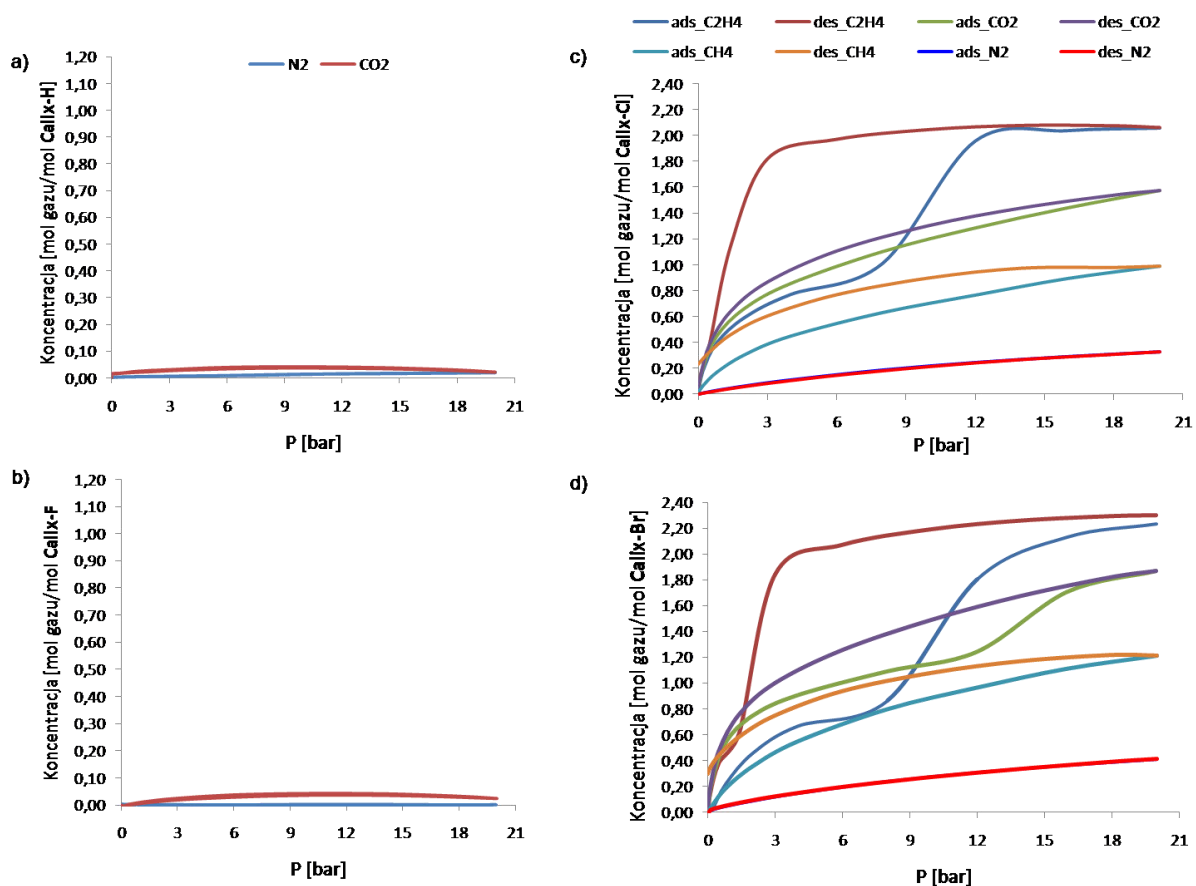 a)
Koncentracja [mol gazu/mol Calix-H]
N2 CO2
1,20
1,10
1,00
0,90
0,80
0,70
0,60
0,50
0,40
0,30
0,20
0,10
0,00
0 3 6 9 12 15 18 21
P [bar]
b)
Koncentracja [mol gazu/mol Calix-F
1,20
1,10
1,00
0,90
0,80
0,70
0,60
0,50
0,40
0,30
0,20
0,10
0,00
0 3 6 9 12 15 18 21
P [bar]
ads_C2H4 des_C2H4 ads_CO2 des_CO2
ads_CH4 des_CH4 ads_N2 des_N2
c)
Koncentracja [mol gazu/mol Calix-Cl]
2,40
2,20
2,00
1,80
1,60
1,40
1,20
1,00
0,80
0,60
0,40
0,20
0,00
0 3 6 9 12 15 18 21
P [bar]
d)
Koncentracja [mol gazu/mol Calix-Br]
2,40
2,20
2,00
1,80
1,60
1,40
1,20
1,00
0,80
0,60
0,40
0,20
0,00
0 3 6 9 12 15 18 21
P [bar]